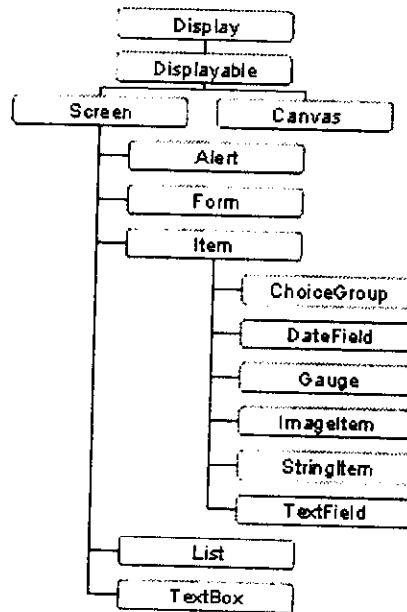 Display
Displayable
Screen
Canvas
Alert
Form
Item
ChoiceGroup
DateField
Gauge
ImageItem
StringItem
TextField
List
TextBox